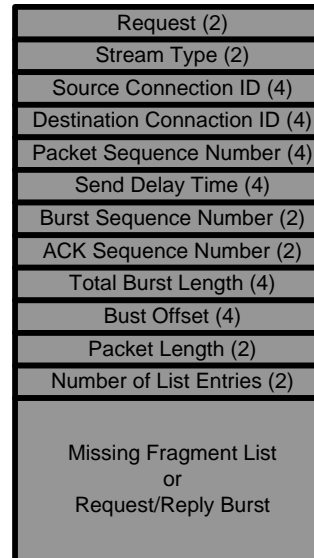 Request (2)
Stream Type (2)
Source Connection ID (4)
Destination Connaction ID (4)
Packet Sequence Number (4)
Send Delay Time (4)
Burst Sequence Number (2)
ACK Sequence Number (2)
Total Burst Length (4)
Bust Offset (4)
Packet Length (2)
Number of List Entries (2)
Missing Fragment List
or
Request/Reply Burst